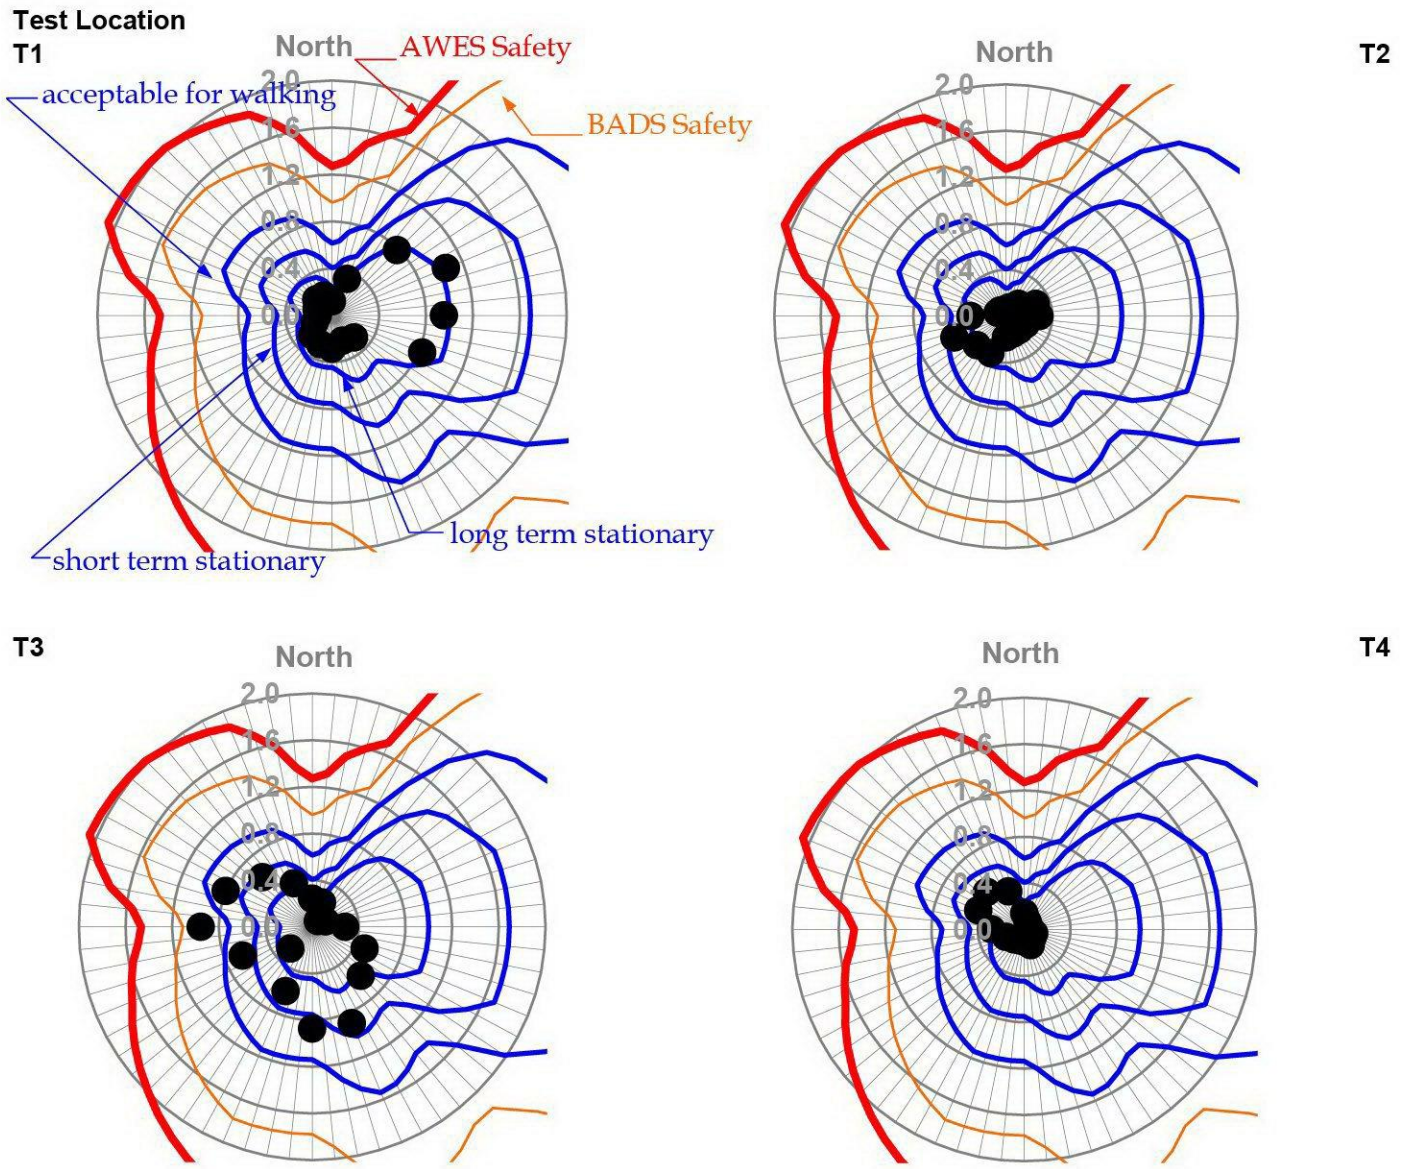 Test Location
T1
North
AWES Safety
2.0
acceptable for walking
1.6
BADS Safety
1.2
0.8
0.4
0.0
long term stationary
short term stationary
T2
North
2.0
1.6
1.2
0.8
0.4
0.0
T3
North
2.0
1.6
1.2
0.8
0.4
0.0
T4
North
2.0
1.6
1.2
0.8
0.4
0.0